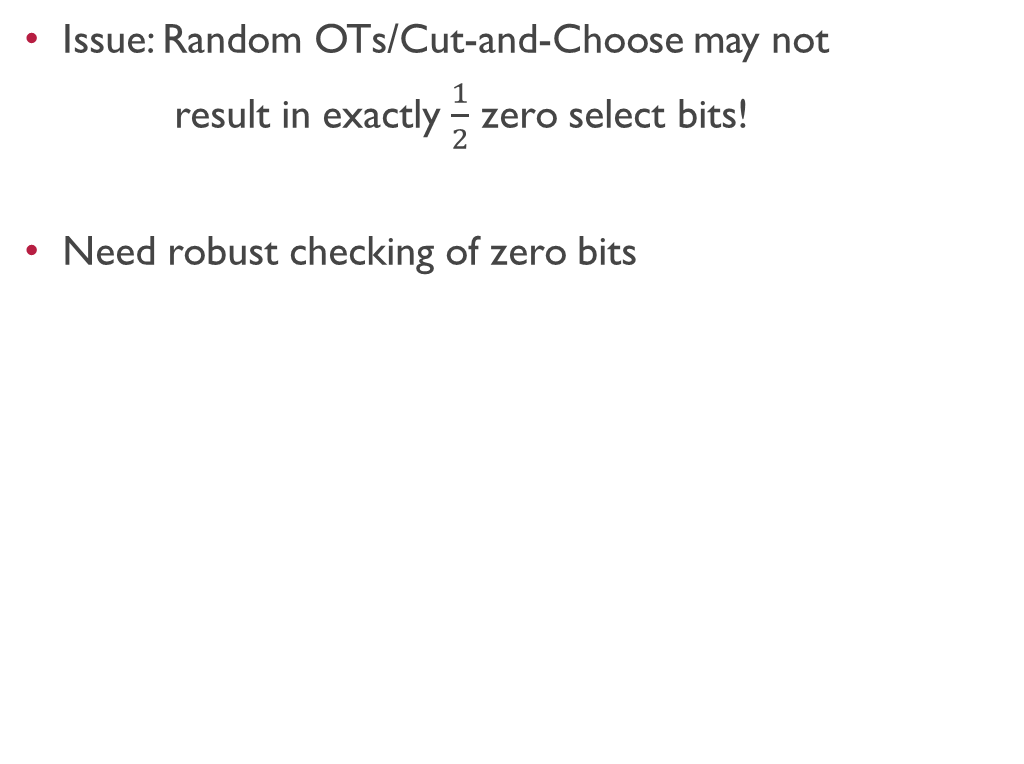 • Issue: Random OTs/Cut-and-Choose may not
result in exactly 1/2 zero select bits!
• Need robust checking of zero bits